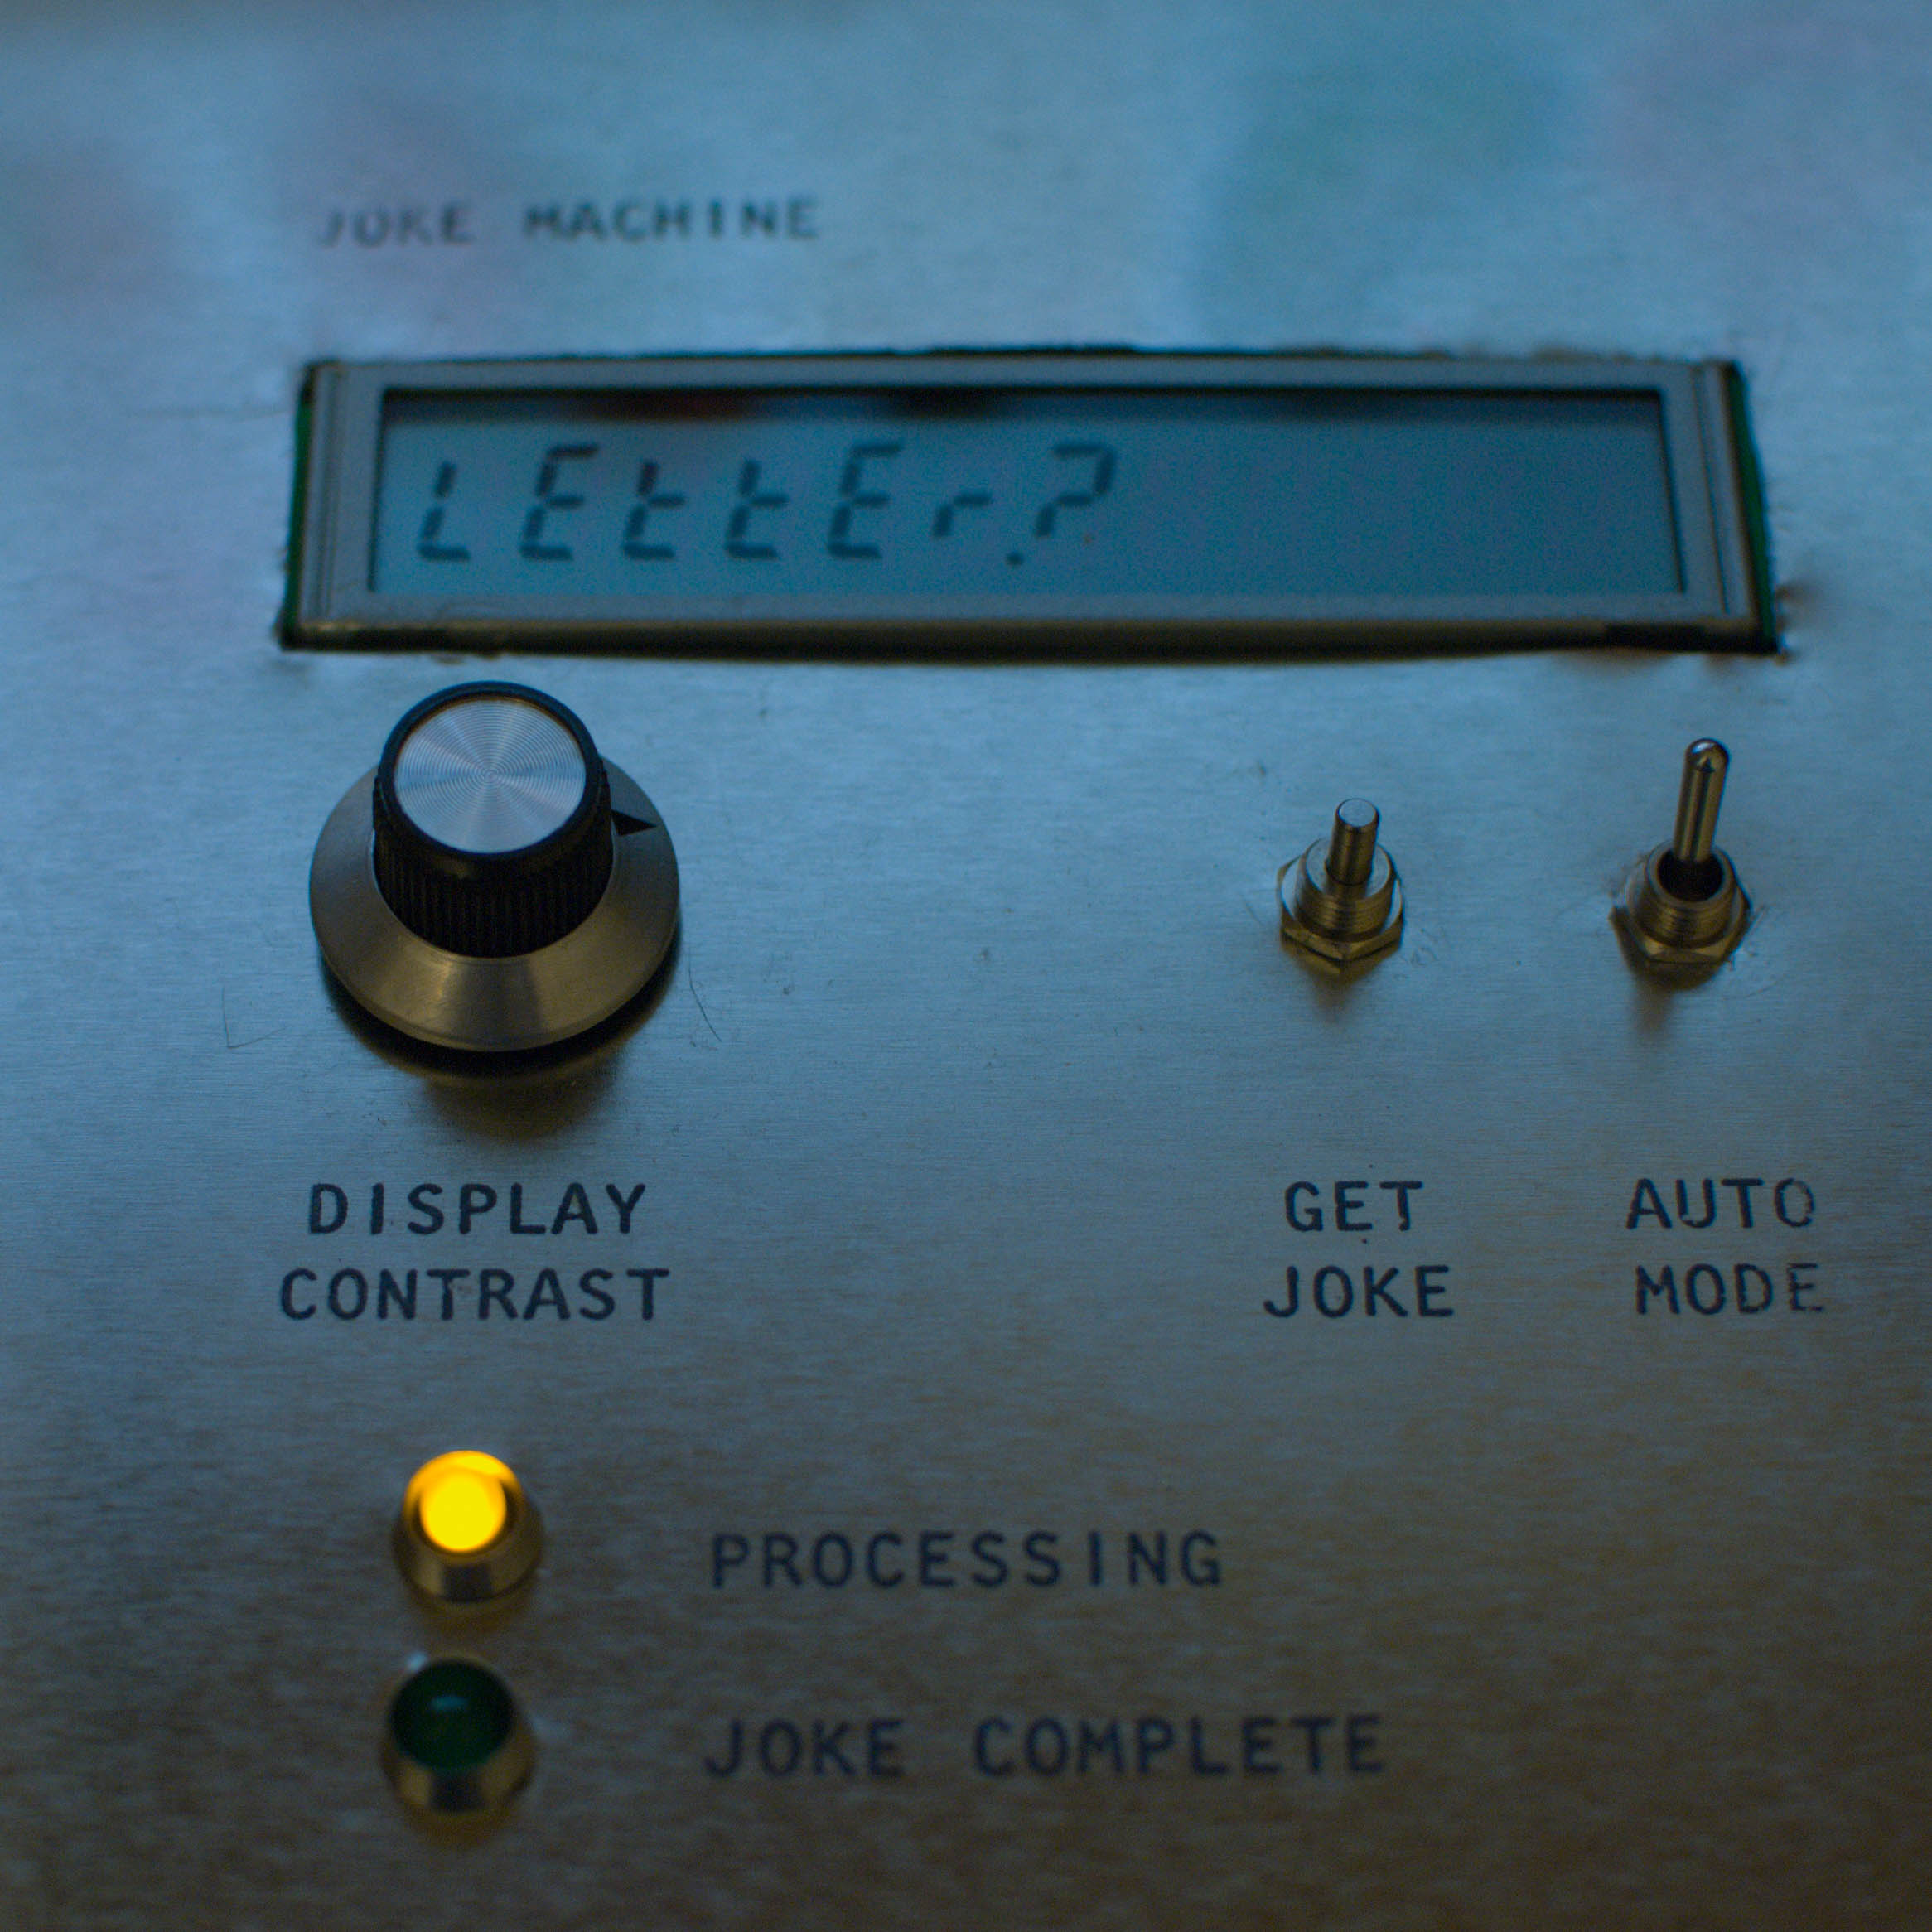 JOKE MACHINE
LEttEr.?
DISPLAY CONTRAST
GET JOKE
AUTO MODE
PROCESSING
JOKE COMPLETE